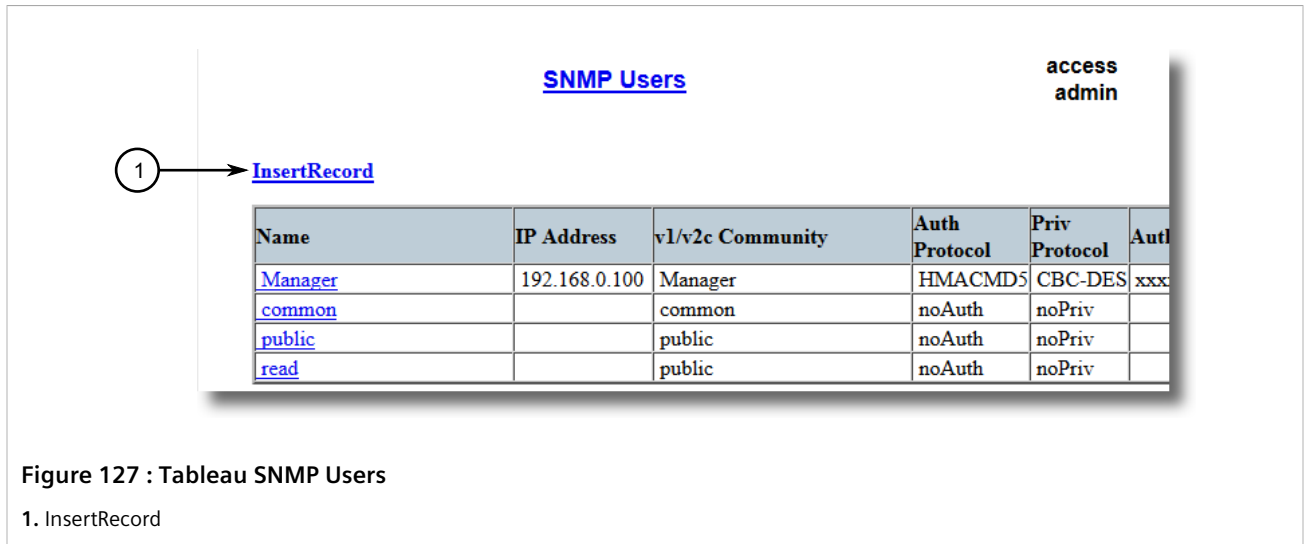 SNMP Users
access
admin
1
InsertRecord
Name IP Address v1/v2c Community Auth Protocol Priv Protocol
Manager 192.168.0.100 Manager HMACMD5 CBC-DES
common common noAuth noPriv
public public noAuth noPriv
read public noAuth noPriv
Figure 127 : Tableau SNMP Users
1. InsertRecord